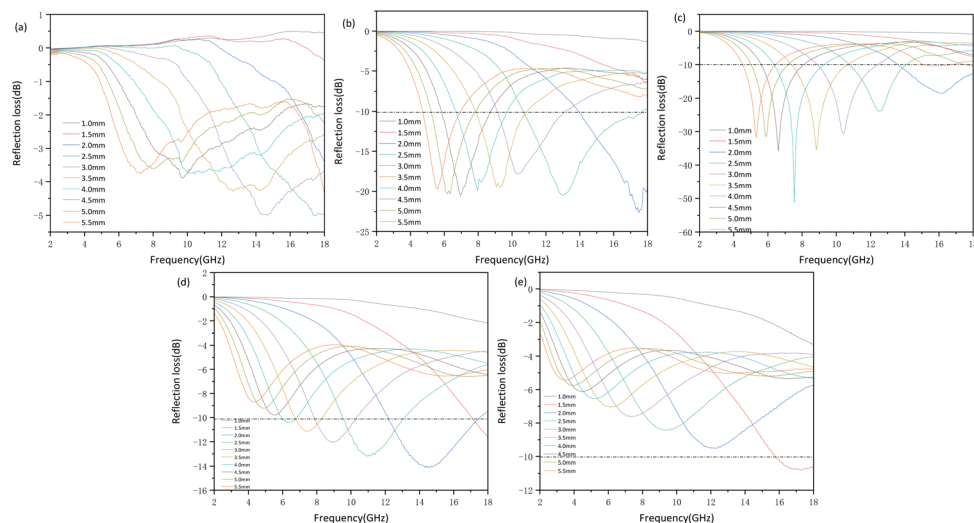 (a)
Reflection loss(dB)
1
0
-1
-2
-3
-4
-5
1.0mm
1.5mm
2.0mm
2.5mm
3.0mm
3.5mm
4.0mm
4.5mm
5.0mm
5.5mm
2 4 6 8 10 12 14 16 18
Frequency(GHz)
(b)
Reflection loss(dB)
0
-5
-10
-15
-20
-25
1.0mm
1.5mm
2.0mm
2.5mm
3.0mm
3.5mm
4.0mm
4.5mm
5.0mm
5.5mm
2 4 6 8 10 12 14 16 18
Frequency(GHz)
(c)
Reflection loss(dB)
0
-10
-20
-30
-40
-50
-60
1.0mm
1.5mm
2.0mm
2.5mm
3.0mm
3.5mm
4.0mm
4.5mm
5.0mm
5.5mm
2 4 6 8 10 12 14 16 18
Frequency(GHz)
(d)
Reflection loss(dB)
2
0
-2
-4
-6
-8
-10
-12
-14
-16
1.0mm
1.5mm
2.0mm
2.5mm
3.0mm
3.5mm
4.0mm
4.5mm
5.0mm
5.5mm
2 4 6 8 10 12 14 16 18
Frequency(GHz)
(e)
Reflection loss(dB)
0
-2
-4
-6
-8
-10
-12
1.0mm
1.5mm
2.0mm
2.5mm
3.0mm
3.5mm
4.0mm
4.5mm
5.0mm
5.5mm
2 4 6 8 10 12 14 16 18
Frequency(GHz)